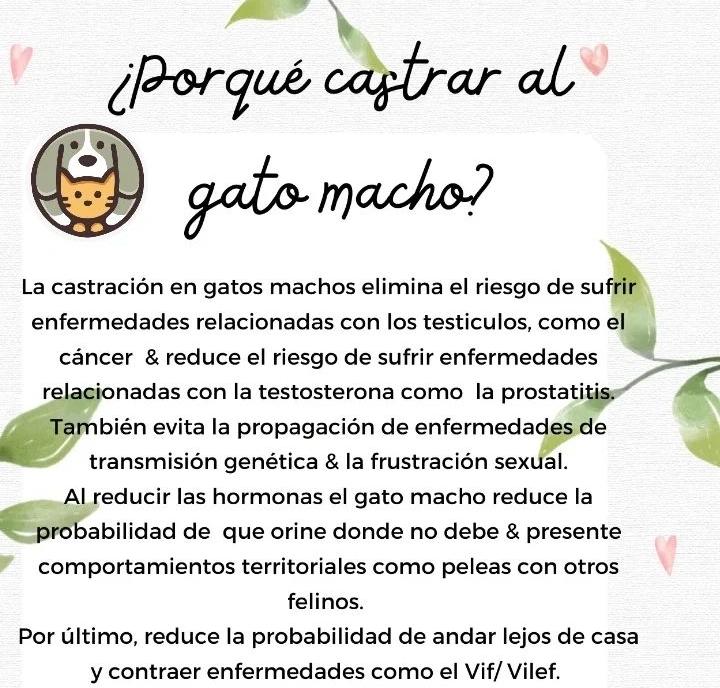 ¿Porqué castrar al
gato macho?
La castración en gatos machos elimina el riesgo de sufrir
enfermedades relacionadas con los testiculos, como el
cáncer & reduce el riesgo de sufrir enfermedades
relacionadas con la testosterona como la prostatitis.
También evita la propagación de enfermedades de
transmisión genética & la frustración sexual.
Al reducir las hormonas el gato macho reduce la
probabilidad de que orine donde no debe & presente
comportamientos territoriales como peleas con otros
felinos.
Por último, reduce la probabilidad de andar lejos de casa
y contraer enfermedades como el Vif/ Vilef.